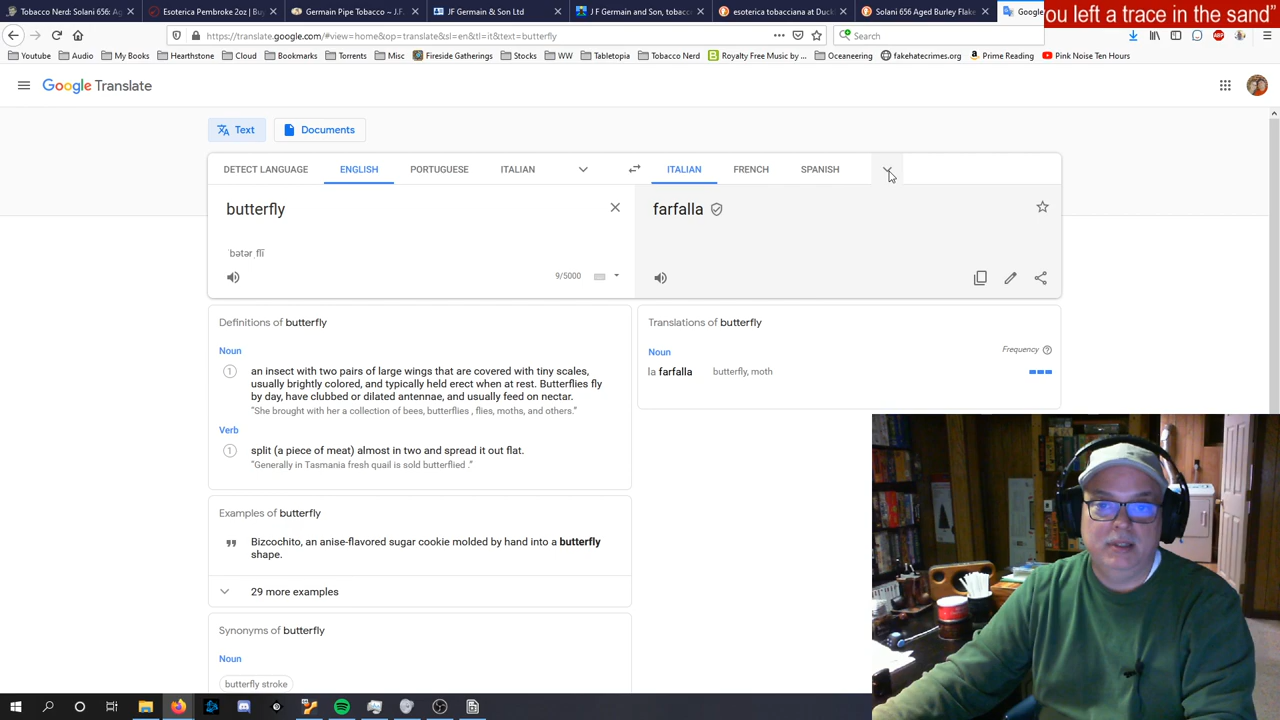 Tobacco Nerd: Solani 656: Ag
Esoterica Pembroke 2oz | Bu
Germain Pipe Tobacco ~ J.F.
JF Germain & Son Ltd
J F Germain and Son, tobacc
esoterica tobacciana at Duck
Solani 656 Aged Burley Flake
Google
ou left a trace in the sand"
https://translate.google.com/#view=home&op=translate&sl=en&tl=it&text=butterfly
Search
Youtube
Audio
My Books
Hearthstone
Cloud
Bookmarks
Torrents
Misc
Fireside Gatherings
Stocks
WW
Tabletopia
Tobacco Nerd
Royalty Free Music by ...
Oceaneering
fakehatecrimes.org
Prime Reading
Pink Noise Ten Hours
Google Translate
Text
Documents
DETECT LANGUAGE
ENGLISH
PORTUGUESE
ITALIAN
ITALIAN
FRENCH
SPANISH
butterfly
farfalla
ˈbətərˌflī
9/5000
Definitions of butterfly
Noun
1
an insect with two pairs of large wings that are covered with tiny scales,
usually brightly colored, and typically held erect when at rest. Butterflies fly
by day, have clubbed or dilated antennae, and usually feed on nectar.
"She brought with her a collection of bees, butterflies , flies, moths, and others."
Verb
1
split (a piece of meat) almost in two and spread it out flat.
"Generally in Tasmania fresh quail is sold butterflied ."
Translations of butterfly
Noun
Frequency
la farfalla
butterfly, moth
Examples of butterfly
Bizcochito, an anise-flavored sugar cookie molded by hand into a butterfly
shape.
29 more examples
Synonyms of butterfly
Noun
butterfly stroke